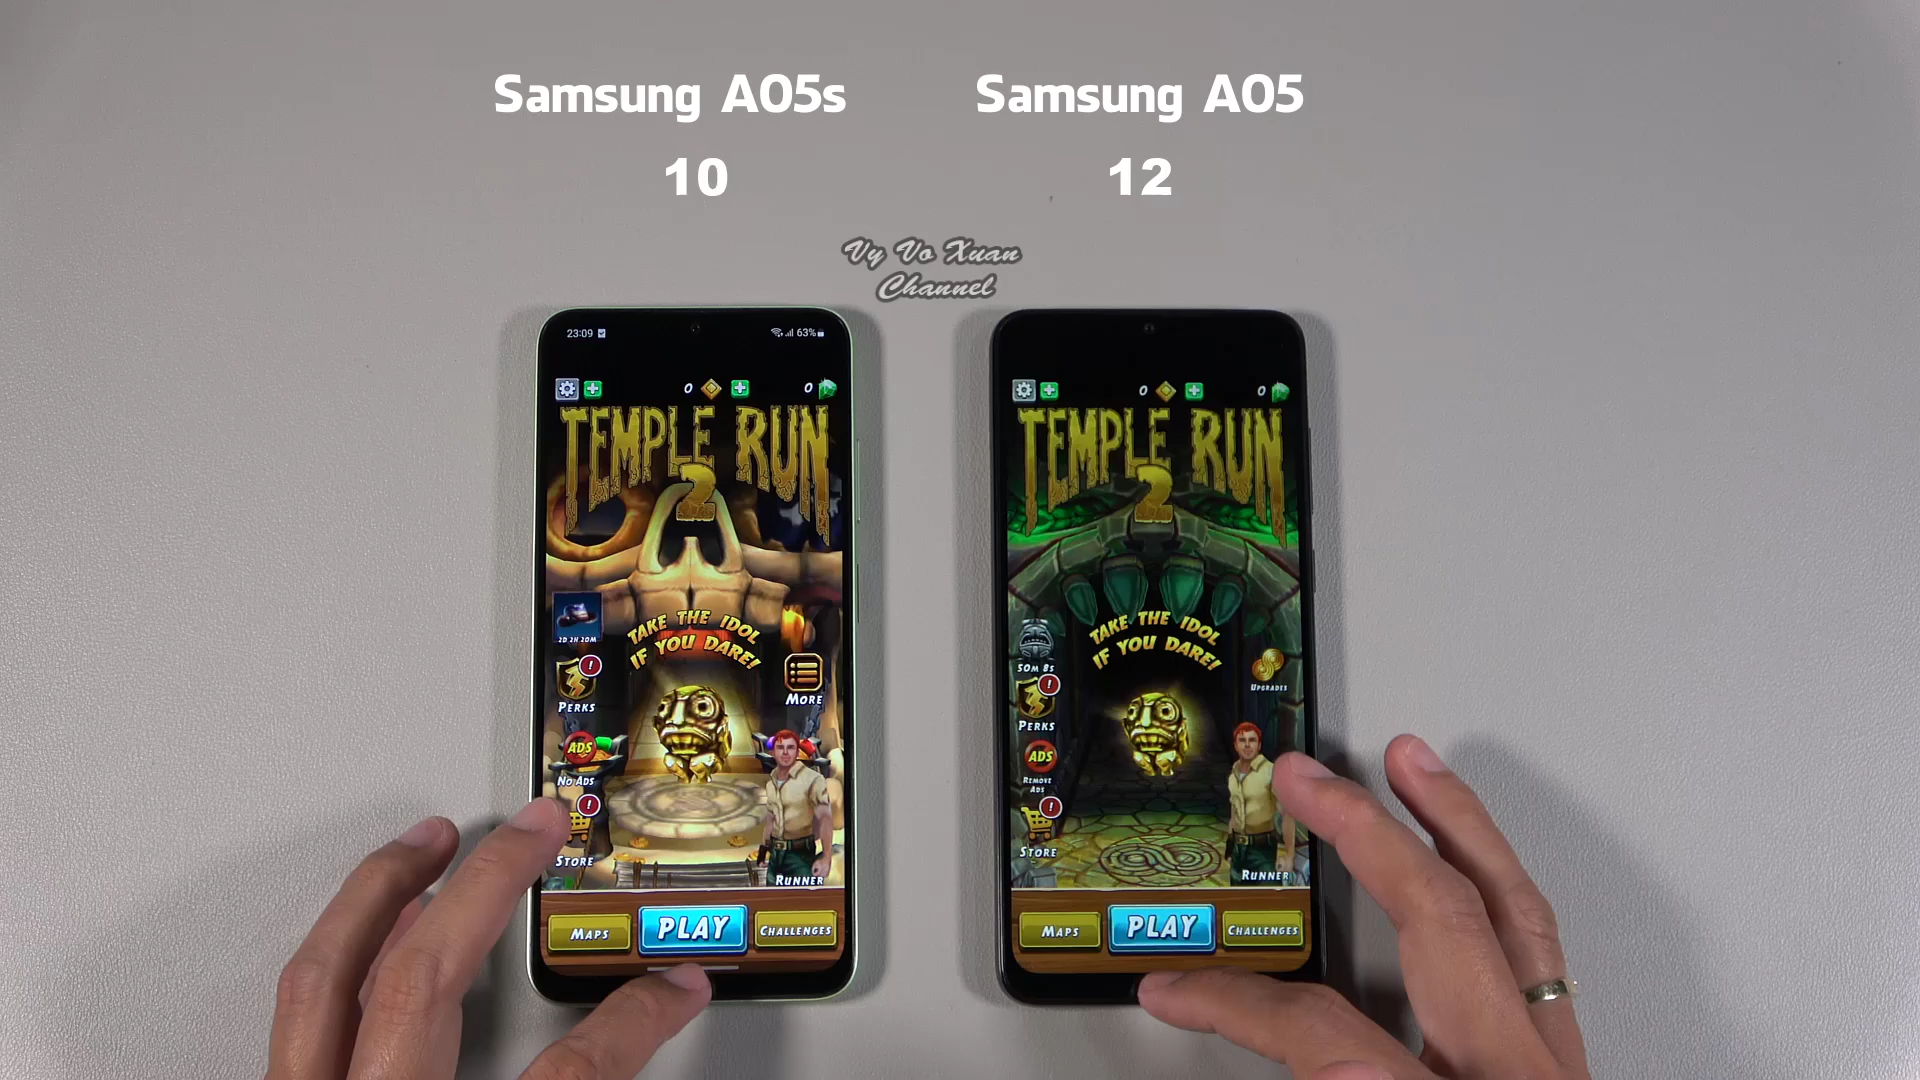 Samsung A05s
Samsung A05
10
12
Vy Vo Xuan
Channel
23:09
63%
0
0
TEMPLE RUN
2
2D 2H 20M
TAKE THE IDOL
IF YOU DARE!
PERKS
!
MORE
ADS
NO ADS
!
STORE
RUNNER
MAPS
PLAY
CHALLENGES
0
0
TEMPLE RUN
2
TAKE THE IDOL
IF YOU DARE!
50M 8S
!
UPGRADES
PERKS
ADS
REMOVE
ADS
!
STORE
RUNNER
MAPS
PLAY
CHALLENGES